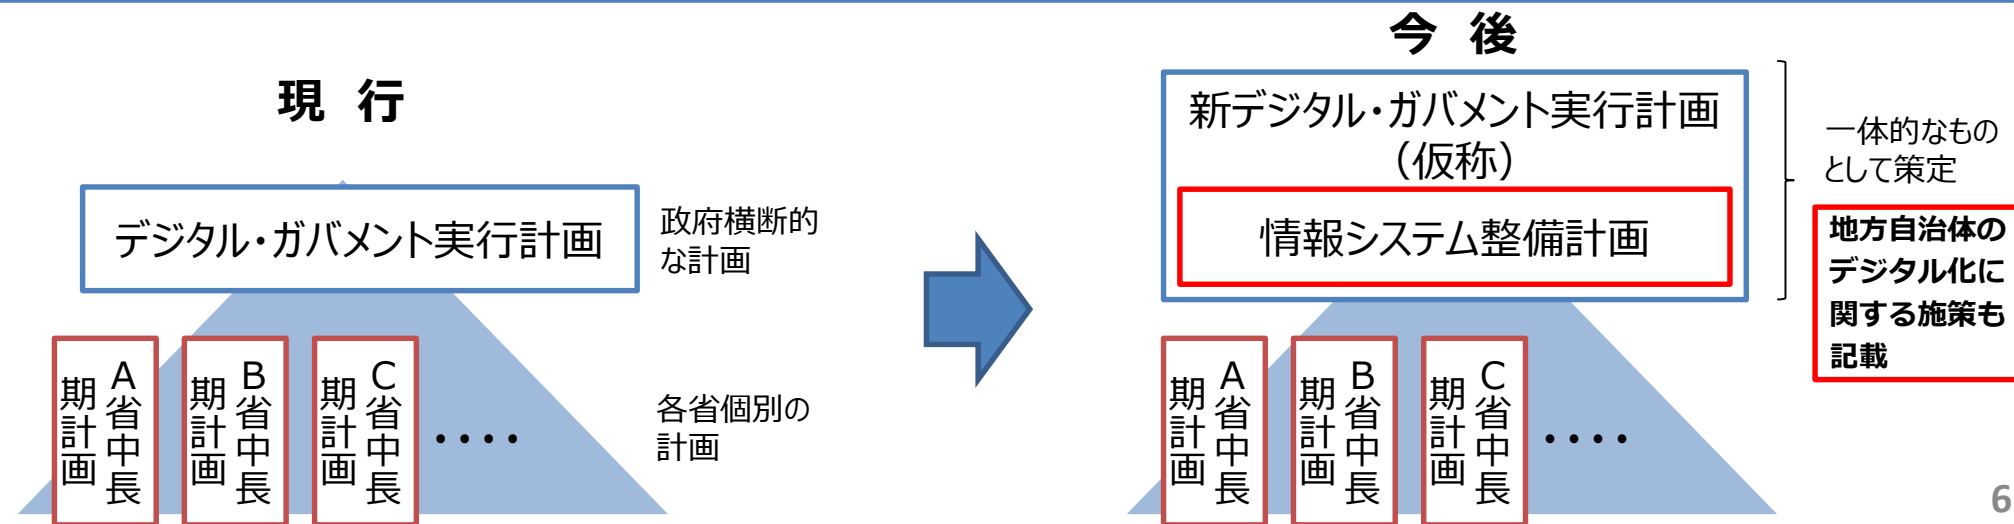 現 行
デジタル・ガバメント実行計画
政府横断的
な計画
A省中長
期計画
B省中長
期計画
C省中長
期計画
・・・・
各省個別の
計画
今 後
新デジタル・ガバメント実行計画
（仮称）
情報システム整備計画
一体的なもの
として策定
地方自治体の
デジタル化に
関する施策も
記載
A省中長
期計画
B省中長
期計画
C省中長
期計画
・・・・
6